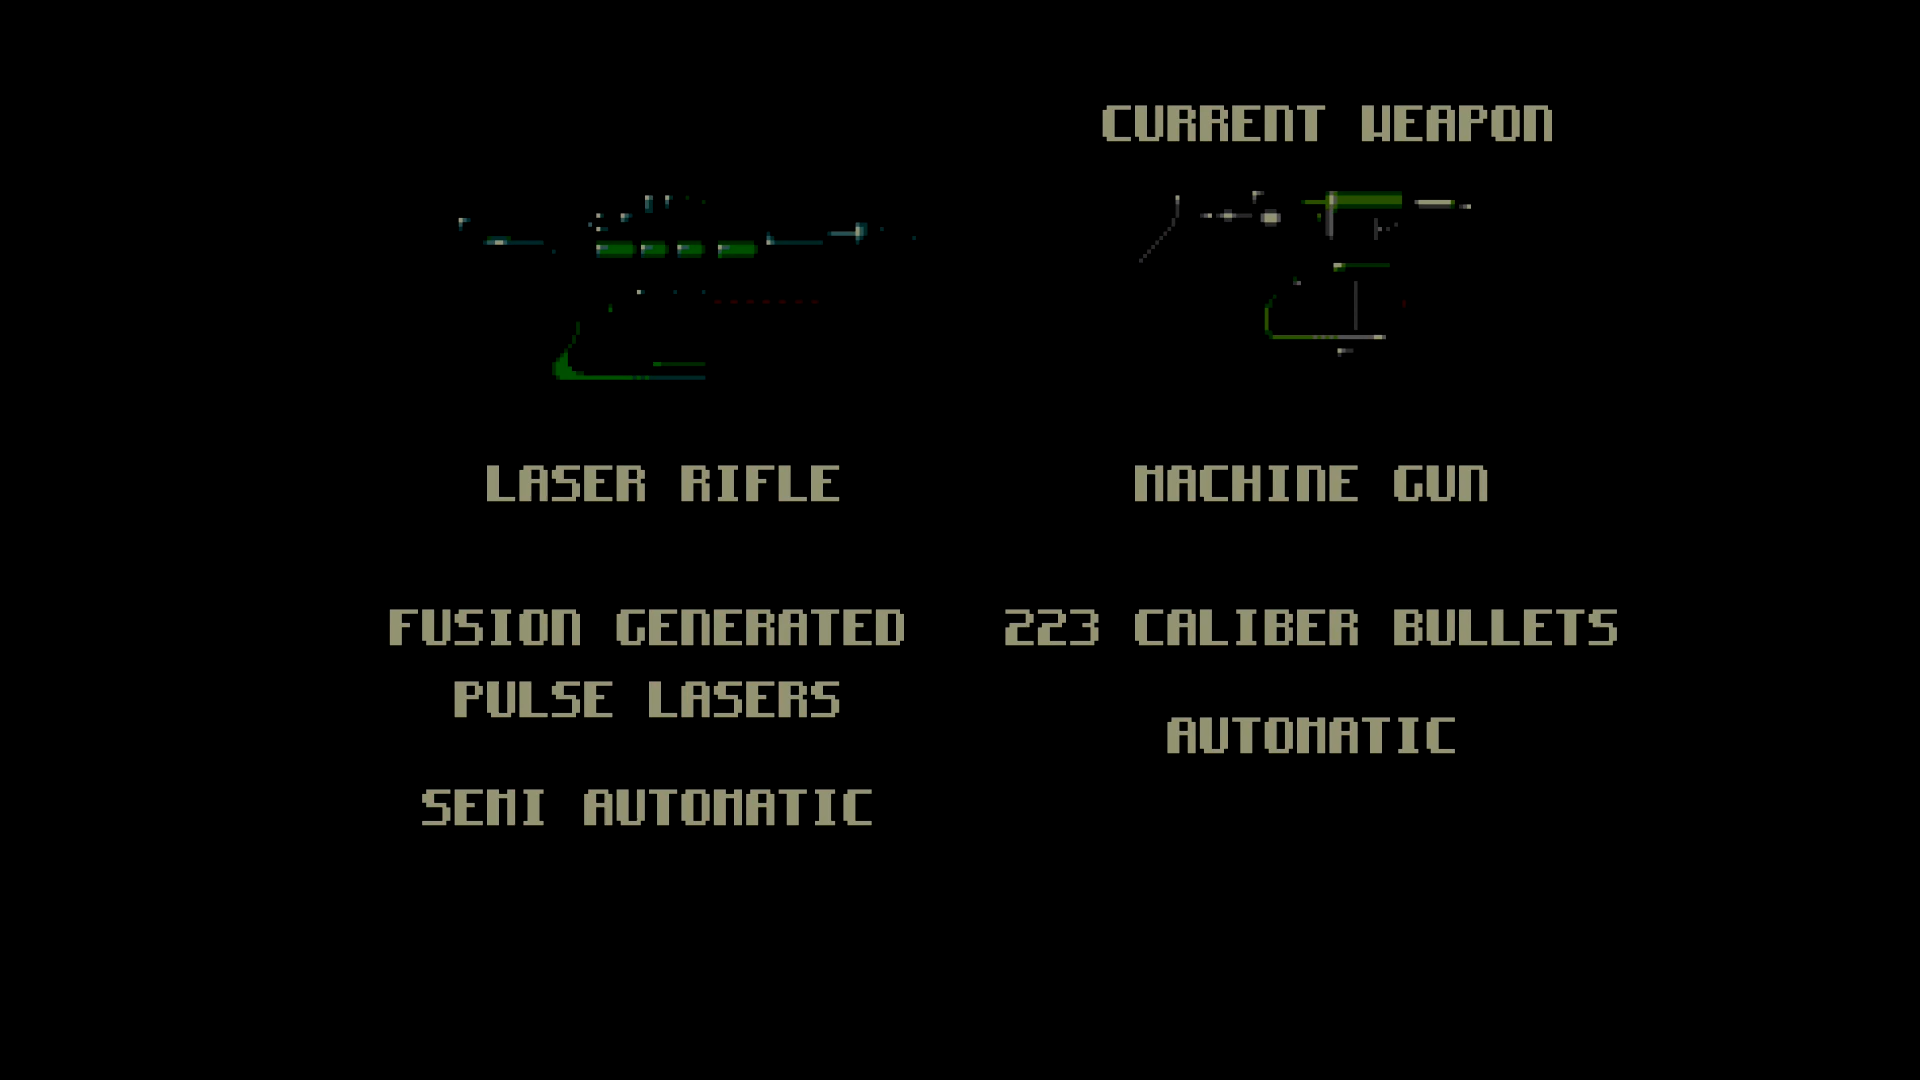 CURRENT WEAPON
LASER RIFLE
MACHINE GUN
FUSION GENERATED
PULSE LASERS
SEMI AUTOMATIC
223 CALIBER BULLETS
AUTOMATIC